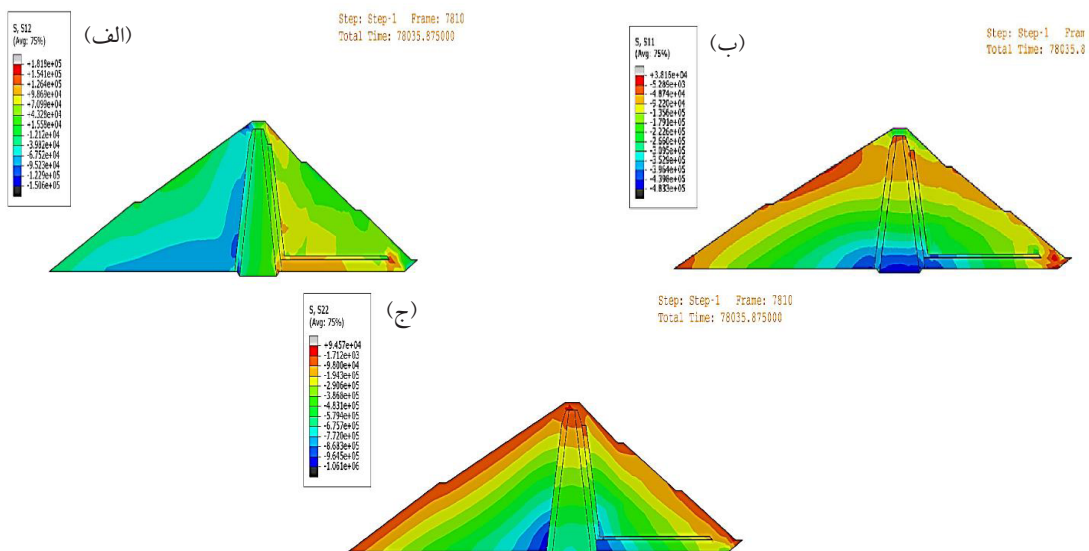 S, S12
(Avg: 75%)
+1.819e+05
+1.541e+05
+1.264e+05
+9.869e+04
+7.099e+04
+4.328e+04
+1.558e+04
-1.212e+04
-3.982e+04
-6.752e+04
-9.523e+04
-1.229e+05
-1.506e+05
(الف)
Step: Step-1 Frame: 7810
Total Time: 78035.875000
S, S11
(Avg: 75%)
+3.816e+04
-5.286e+03
-4.874e+04
-9.220e+04
-1.356e+05
-1.791e+05
-2.226e+05
-2.660e+05
-3.095e+05
-3.529e+05
-3.964e+05
-4.398e+05
-4.833e+05
(ب)
Step: Step-1 Fram
Total Time: 78035.8
S, S22
(Avg: 75%)
+9.457e+04
-1.712e+03
-9.800e+04
-1.943e+05
-2.906e+05
-3.868e+05
-4.831e+05
-5.794e+05
-6.757e+05
-7.720e+05
-8.683e+05
-9.645e+05
-1.061e+06
(ج)
Step: Step-1 Frame: 7810
Total Time: 78035.875000